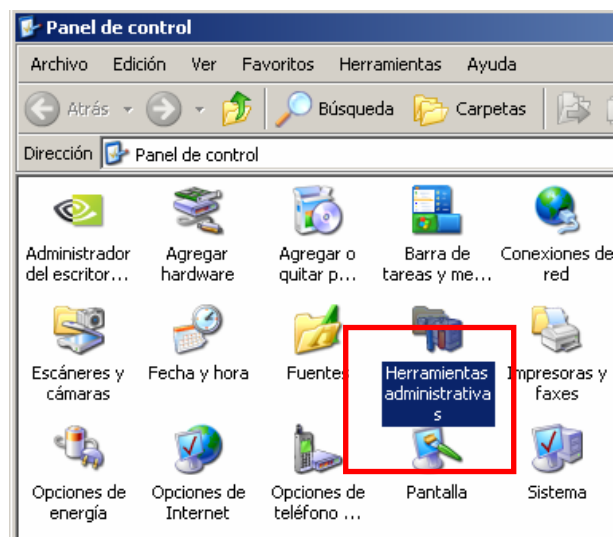 Panel de control
Archivo Edición Ver Favoritos Herramientas Ayuda
Atrás Búsqueda Carpetas
Dirección Panel de control
Administrador del escritor...
Agregar hardware
Agregar o quitar p...
Barra de tareas y me...
Conexiones de red
Escáneres y cámaras
Fecha y hora
Fuentes
Herramientas administrativa
s
Impresoras y faxes
Opciones de energía
Opciones de Internet
Opciones de teléfono ...
Pantalla
Sistema